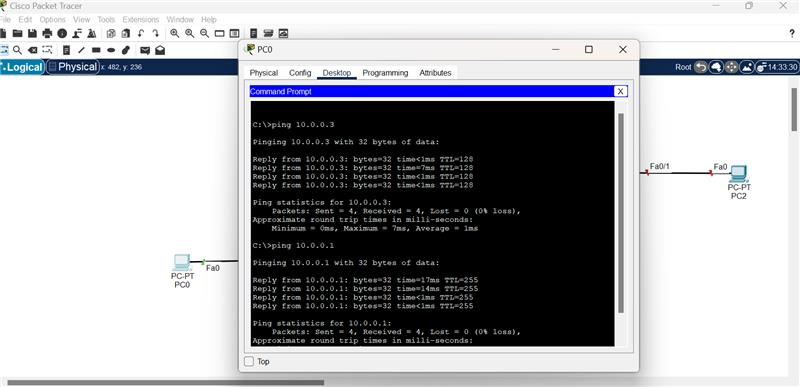 Cisco Packet Tracer
File Edit Options View Tools Extensions Window Help
?
Logical Physical x: 482, y: 236
Root 14:33:30
PC0
Physical Config Desktop Programming Attributes
Command Prompt X
C:\>ping 10.0.0.3
Pinging 10.0.0.3 with 32 bytes of data:
Reply from 10.0.0.3: bytes=32 time<1ms TTL=128
Reply from 10.0.0.3: bytes=32 time=7ms TTL=128
Reply from 10.0.0.3: bytes=32 time<1ms TTL=128
Reply from 10.0.0.3: bytes=32 time<1ms TTL=128
Ping statistics for 10.0.0.3:
Packets: Sent = 4, Received = 4, Lost = 0 (0% loss),
Approximate round trip times in milli-seconds:
Minimum = 0ms, Maximum = 7ms, Average = 1ms
C:\>ping 10.0.0.1
Pinging 10.0.0.1 with 32 bytes of data:
Reply from 10.0.0.1: bytes=32 time=17ms TTL=255
Reply from 10.0.0.1: bytes=32 time=14ms TTL=255
Reply from 10.0.0.1: bytes=32 time<1ms TTL=255
Reply from 10.0.0.1: bytes=32 time<1ms TTL=255
Ping statistics for 10.0.0.1:
Packets: Sent = 4, Received = 4, Lost = 0 (0% loss),
Approximate round trip times in milli-seconds:
Top
Fa0
PC-PT
PC0
Fa0/1
Fa0
PC-PT
PC2